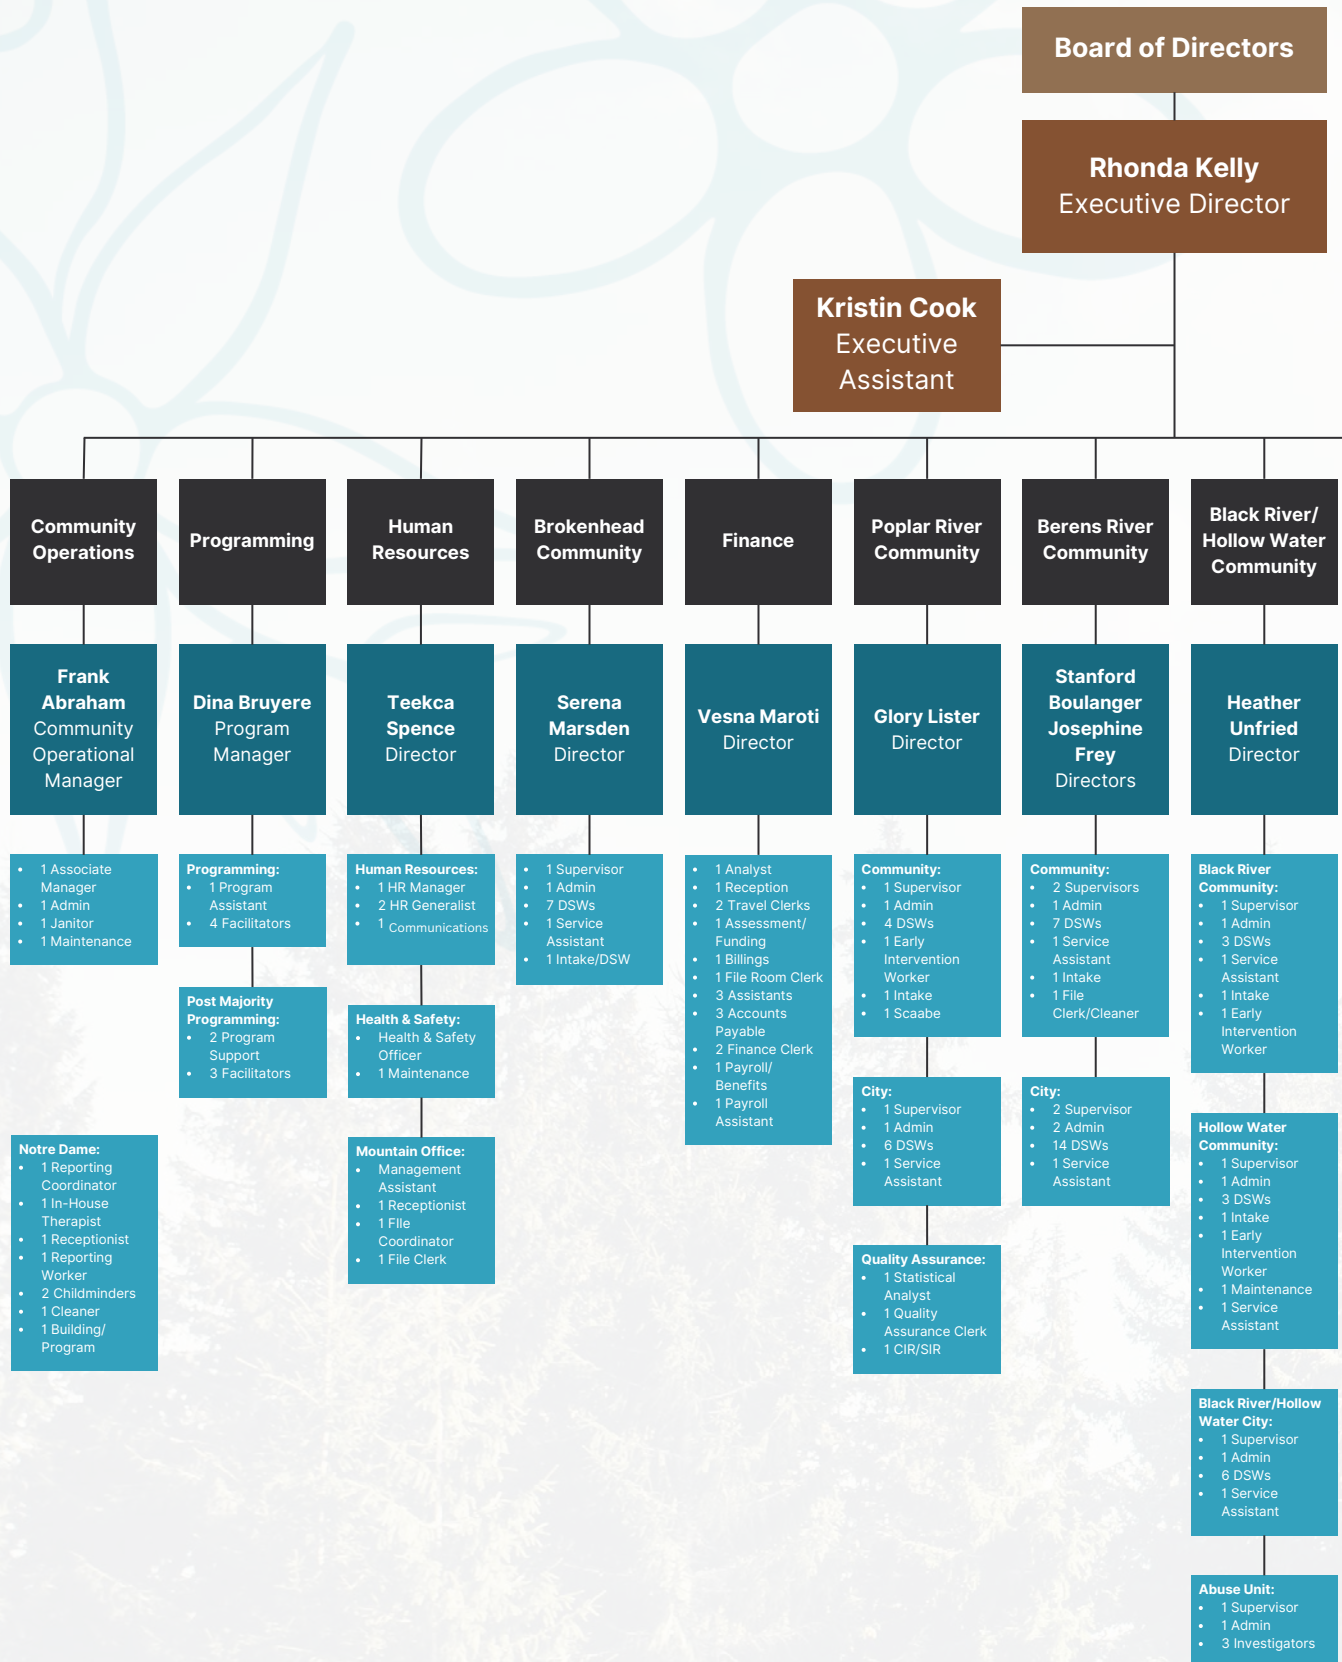 Board of Directors
Rhonda Kelly
Executive Director
Kristin Cook
Executive
Assistant
Community
Operations
Frank
Abraham
Community
Operational
Manager
• 1 Associate
Manager
• 1 Admin
• 1 Janitor
• 1 Maintenance
Notre Dame:
• 1 Reporting
Coordinator
• 1 In-House
Therapist
• 1 Receptionist
• 1 Reporting
Worker
• 2 Childminders
• 1 Cleaner
• 1 Building/
Program
Programming
Dina Bruyere
Program
Manager
Programming:
• 1 Program
Assistant
• 4 Facilitators
Post Majority
Programming:
• 2 Program
Support
• 3 Facilitators
Human
Resources
Teekca
Spence
Director
Human Resources:
• 1 HR Manager
• 2 HR Generalist
• 1 Communications
Health & Safety:
• Health & Safety
Officer
• 1 Maintenance
Mountain Office:
• Management
Assistant
• 1 Receptionist
• 1 FIle
Coordinator
• 1 File Clerk
Brokenhead
Community
Serena
Marsden
Director
• 1 Supervisor
• 1 Admin
• 7 DSWs
• 1 Service
Assistant
• 1 Intake/DSW
Finance
Vesna Maroti
Director
• 1 Analyst
• 1 Reception
• 2 Travel Clerks
• 1 Assessment/
Funding
• 1 Billings
• 1 File Room Clerk
• 3 Assistants
• 3 Accounts
Payable
• 2 Finance Clerk
• 1 Payroll/
Benefits
• 1 Payroll
Assistant
Poplar River
Community
Glory Lister
Director
Community:
• 1 Supervisor
• 1 Admin
• 4 DSWs
• 1 Early
Intervention
Worker
• 1 Intake
• 1 Scaabe
City:
• 1 Supervisor
• 1 Admin
• 6 DSWs
• 1 Service
Assistant
Quality Assurance:
• 1 Statistical
Analyst
• 1 Quality
Assurance Clerk
• 1 CIR/SIR
Berens River
Community
Stanford
Boulanger
Josephine
Frey
Directors
Community:
• 2 Supervisors
• 1 Admin
• 7 DSWs
• 1 Service
Assistant
• 1 Intake
• 1 File
Clerk/Cleaner
City:
• 2 Supervisor
• 2 Admin
• 14 DSWs
• 1 Service
Assistant
Black River/
Hollow Water
Community
Heather
Unfried
Director
Black River
Community:
• 1 Supervisor
• 1 Admin
• 3 DSWs
• 1 Service
Assistant
• 1 Intake
• 1 Early
Intervention
Worker
Hollow Water
Community:
• 1 Supervisor
• 1 Admin
• 3 DSWs
• 1 Intake
• 1 Early
Intervention
Worker
• 1 Maintenance
• 1 Service
Assistant
Black River/Hollow
Water City:
• 1 Supervisor
• 1 Admin
• 6 DSWs
• 1 Service
Assistant
Abuse Unit:
• 1 Supervisor
• 1 Admin
• 3 Investigators